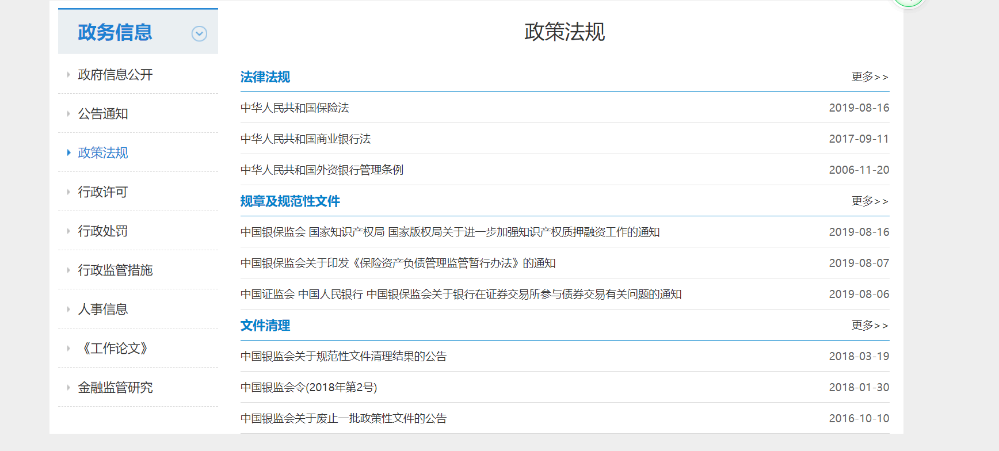 政务信息
政府信息公开
公告通知
政策法规
行政许可
行政处罚
行政监管措施
人事信息
《工作论文》
金融监管研究
政策法规
法律法规 更多>>
中华人民共和国保险法 2019-08-16
中华人民共和国商业银行法 2017-09-11
中华人民共和国外资银行管理条例 2006-11-20
规章及规范性文件 更多>>
中国银保监会 国家知识产权局 国家版权局关于进一步加强知识产权质押融资工作的通知 2019-08-16
中国银保监会关于印发《保险资产负债管理监管暂行办法》的通知 2019-08-07
中国证监会 中国人民银行 中国银保监会关于银行在证券交易所参与债券交易有关问题的通知 2019-08-06
文件清理 更多>>
中国银监会关于规范性文件清理结果的公告 2018-03-19
中国银监会令(2018年第2号) 2018-01-30
中国银监会关于废止一批政策性文件的公告 2016-10-10